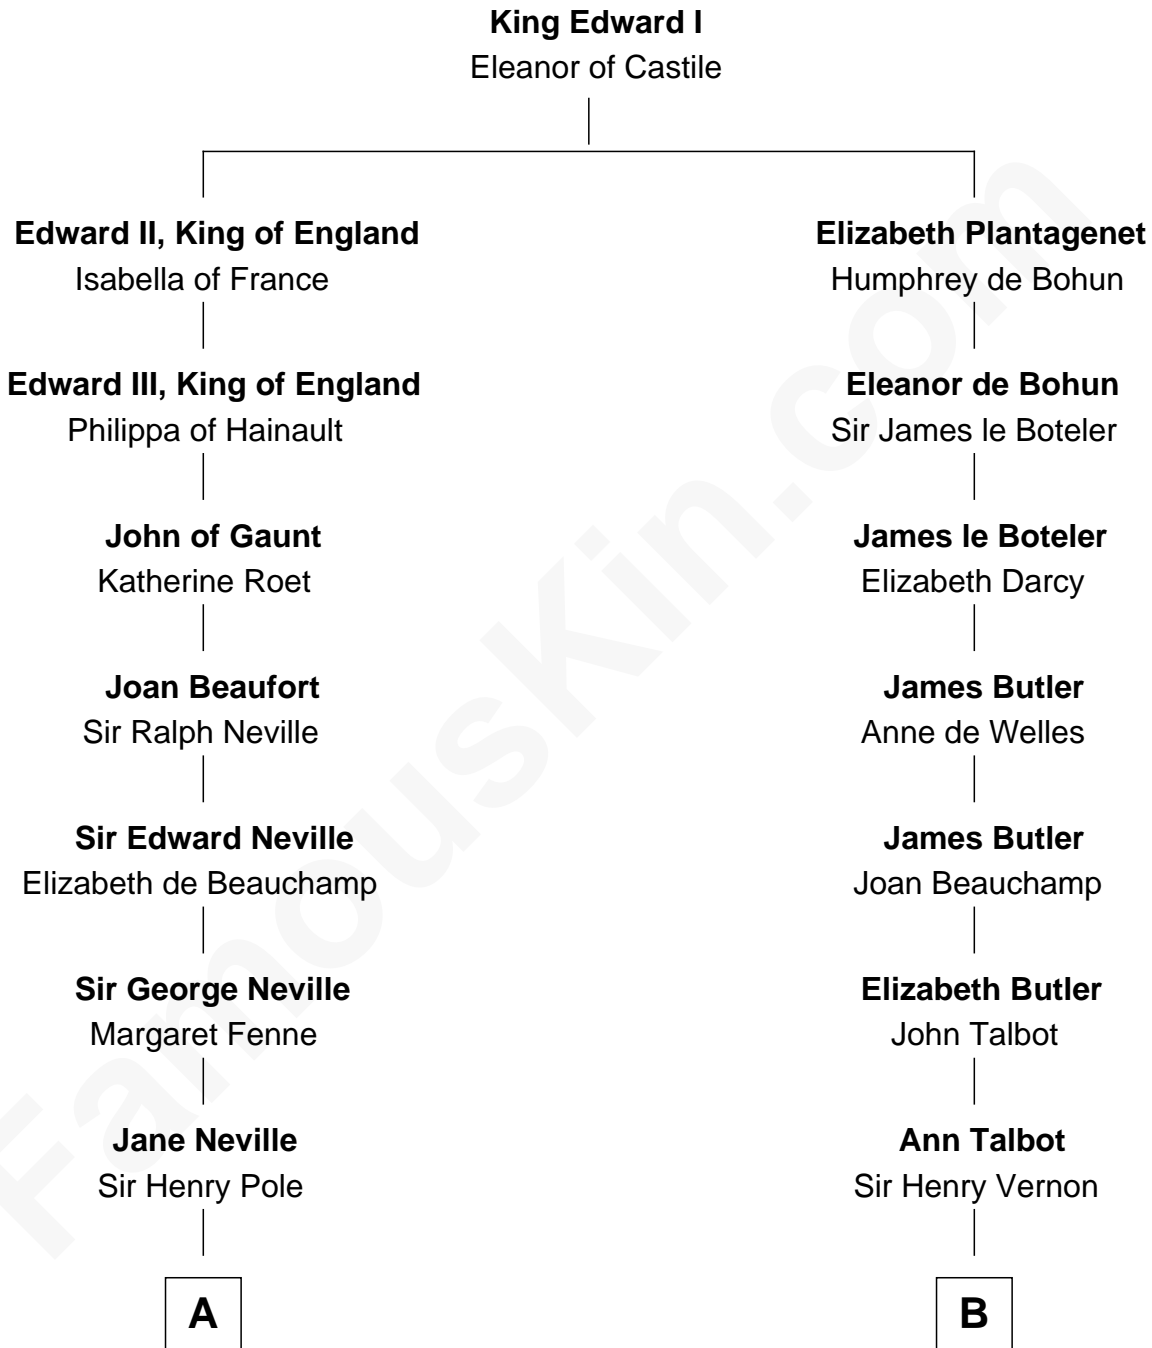 King Edward I
Eleanor of Castile
Edward II, King of England
Isabella of France
Edward III, King of England
Philippa of Hainault
John of Gaunt
Katherine Roet
Joan Beaufort
Sir Ralph Neville
Sir Edward Neville
Elizabeth de Beauchamp
Sir George Neville
Margaret Fenne
Jane Neville
Sir Henry Pole
A
Elizabeth Plantagenet
Humphrey de Bohun
Eleanor de Bohun
Sir James le Boteler
James le Boteler
Elizabeth Darcy
James Butler
Anne de Welles
James Butler
Joan Beauchamp
Elizabeth Butler
John Talbot
Ann Talbot
Sir Henry Vernon
B
FamousKin.com